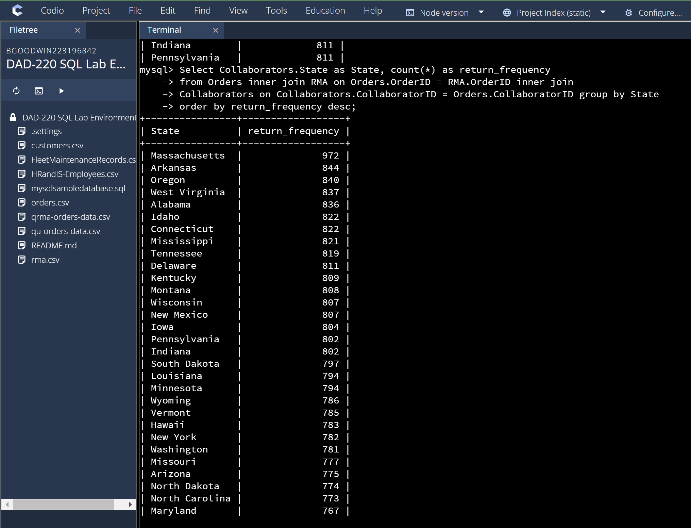 Codio Project File Edit Find View Tools Education Help Node version Project Index (static) Configure....
Filetree × Terminal ×
BGOODWIN223196842
DAD-220 SQL Lab E...
DAD-220 SQL Lab Environment
.settings
customers.csv
FleetMaintenanceRecords.cs
HRandIS-Employees.csv
mysqlsampledatabase.sql
orders.csv
qrma-orders-data.csv
qu-orders-data.csv
README.md
rma.csv
| Indiana | 811 |
| Pennsylvania | 811 |
mysql> Select Collaborators.State as State, count(*) as return_frequency
-> from Orders inner join RMA on Orders.OrderID = RMA.OrderID inner join
-> Collaborators on Collaborators.CollaboratorID = Orders.CollaboratorID group by State
-> order by return_frequency desc;
+----------------+------------------+
| State | return_frequency |
+----------------+------------------+
| Massachusetts | 972 |
| Arkansas | 844 |
| Oregon | 840 |
| West Virginia | 837 |
| Alabama | 836 |
| Idaho | 822 |
| Connecticut | 822 |
| Mississippi | 821 |
| Tennessee | 819 |
| Delaware | 811 |
| Kentucky | 809 |
| Montana | 808 |
| Wisconsin | 807 |
| New Mexico | 807 |
| Iowa | 804 |
| Pennsylvania | 802 |
| Indiana | 802 |
| South Dakota | 797 |
| Louisiana | 794 |
| Minnesota | 794 |
| Wyoming | 786 |
| Vermont | 785 |
| Hawaii | 783 |
| New York | 782 |
| Washington | 781 |
| Missouri | 777 |
| Arizona | 775 |
| North Dakota | 774 |
| North Carolina | 773 |
| Maryland | 767 |